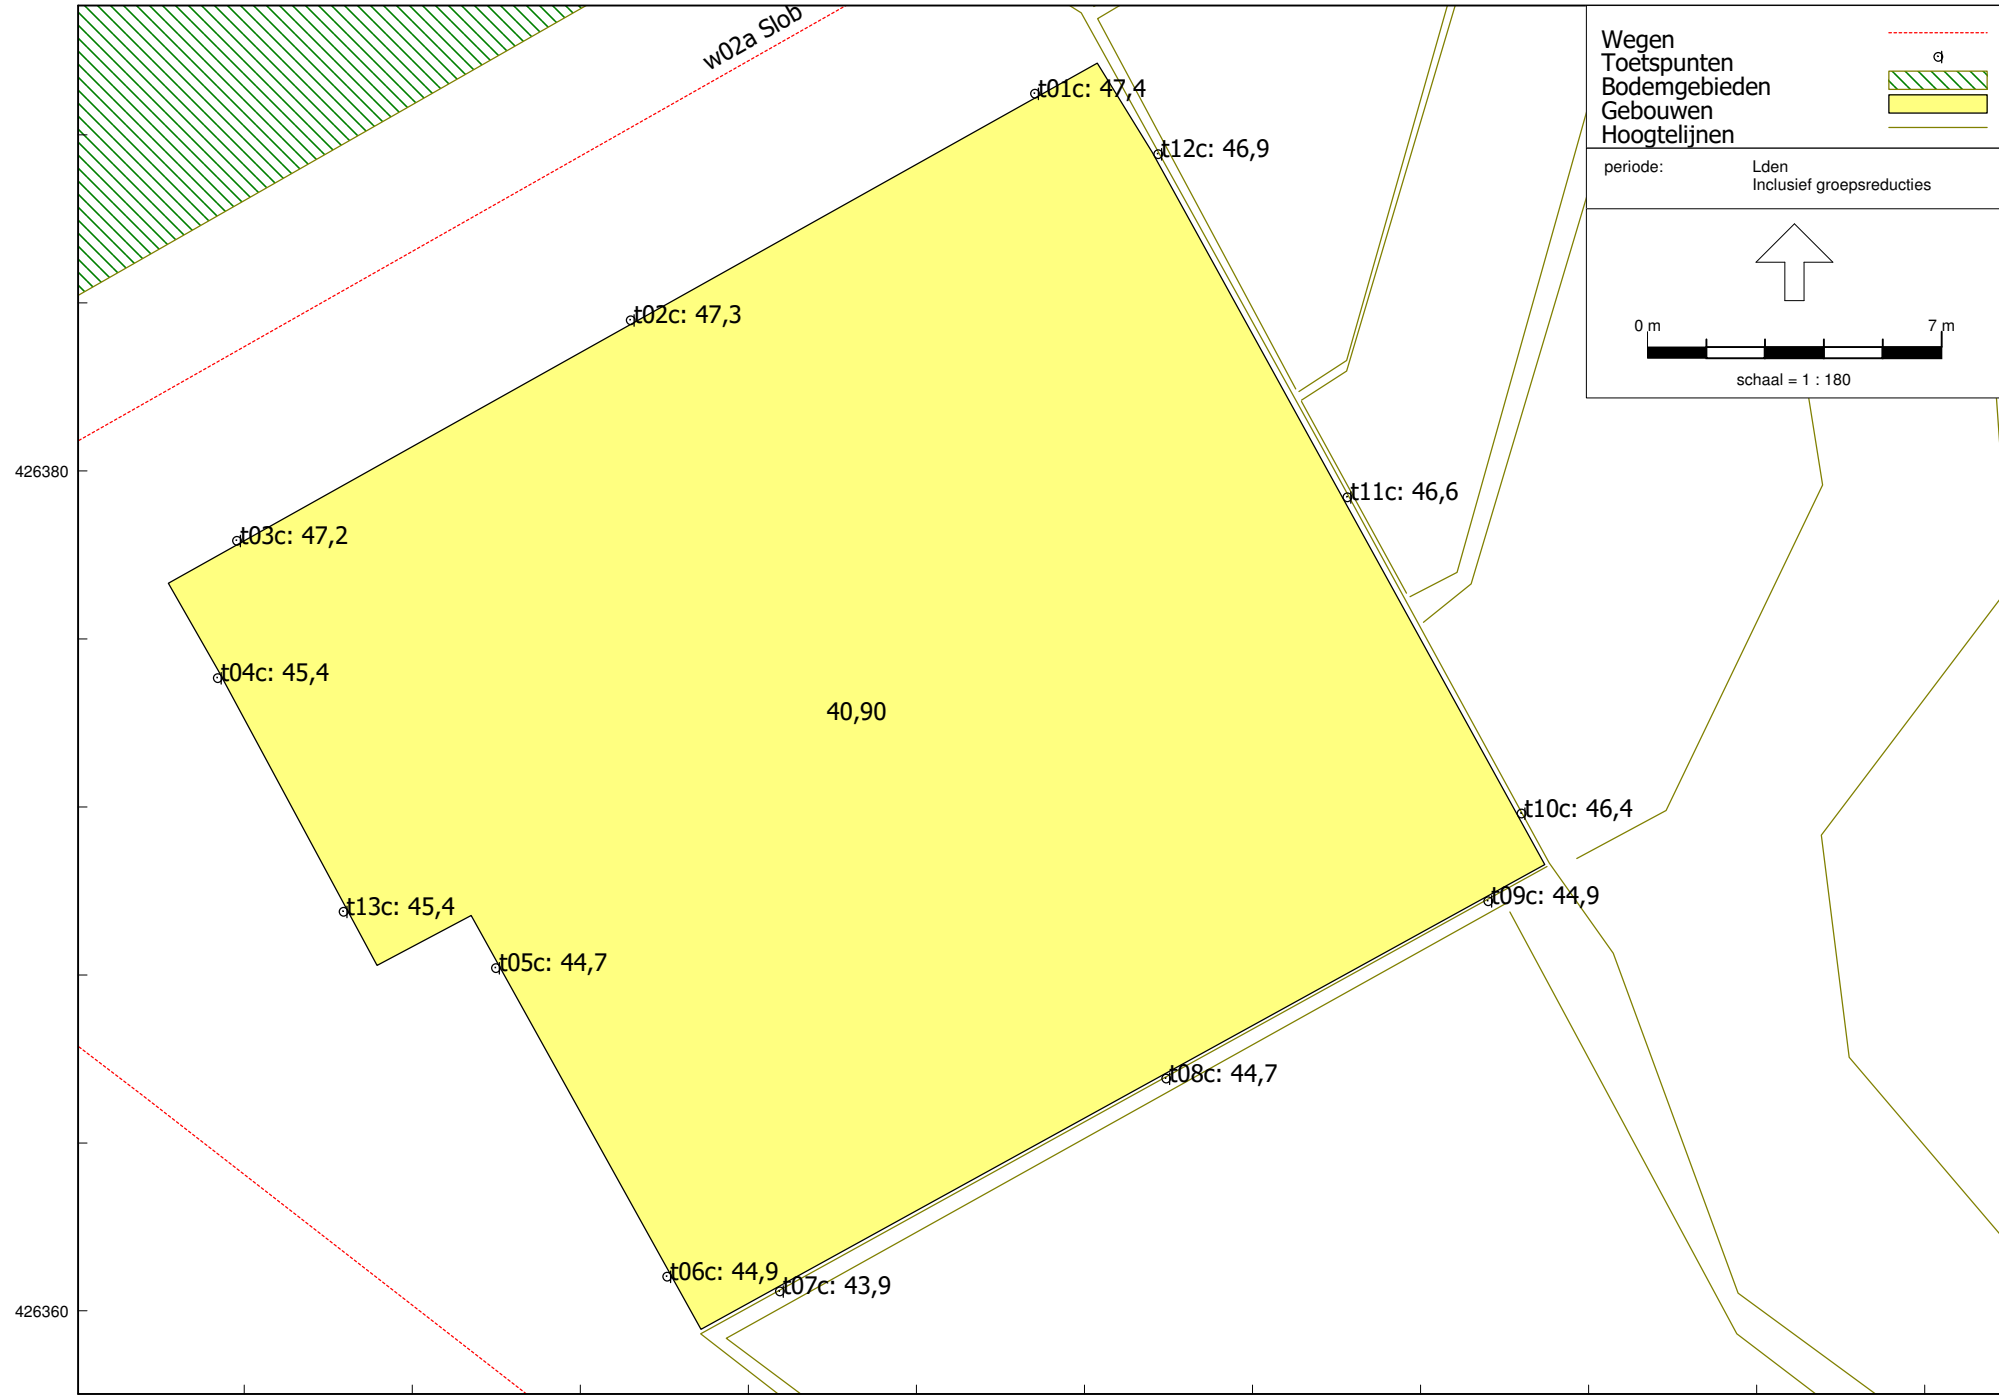 w02a Slob
t01c: 47,4
t12c: 46,9
t02c: 47,3
t11c: 46,6
t03c: 47,2
t04c: 45,4
40,90
t10c: 46,4
t13c: 45,4
t09c: 44,9
t05c: 44,7
t08c: 44,7
t06c: 44,9
t07c: 43,9
426380
426360
Wegen
Toetspunten
Bodemgebieden
Gebouwen
Hoogtelijnen
periode: Lden
Inclusief groepsreducties
0 m 7 m
schaal = 1 : 180